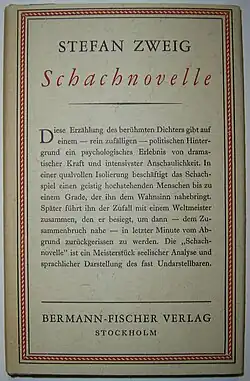 STEFAN ZWEIG
Schachnovelle
Diese Erzählung des berühmten Dichters gibt auf
einem — rein zufälligen — politischen Hinter-
grund ein psychologisches Erlebnis von drama-
tischer Kraft und intensivster Anschaulichkeit. In
einer qualvollen Isolierung beschäftigt das Schach-
spiel einen geistig hochstehenden Menschen bis zu
einem Grade, der ihn dem Wahnsinn nahebringt.
Später führt ihn der Zufall mit einem Weltmeister
zusammen, den er besiegt, um dann — dem Zu-
sammenbruch nahe — in letzter Minute vom Ab-
grund zurückgerissen zu werden. Die „Schach-
novelle" ist ein Meisterstück seelischer Analyse und
sprachlicher Darstellung des fast Undarstellbaren.
BERMANN-FISCHER VERLAG
STOCKHOLM